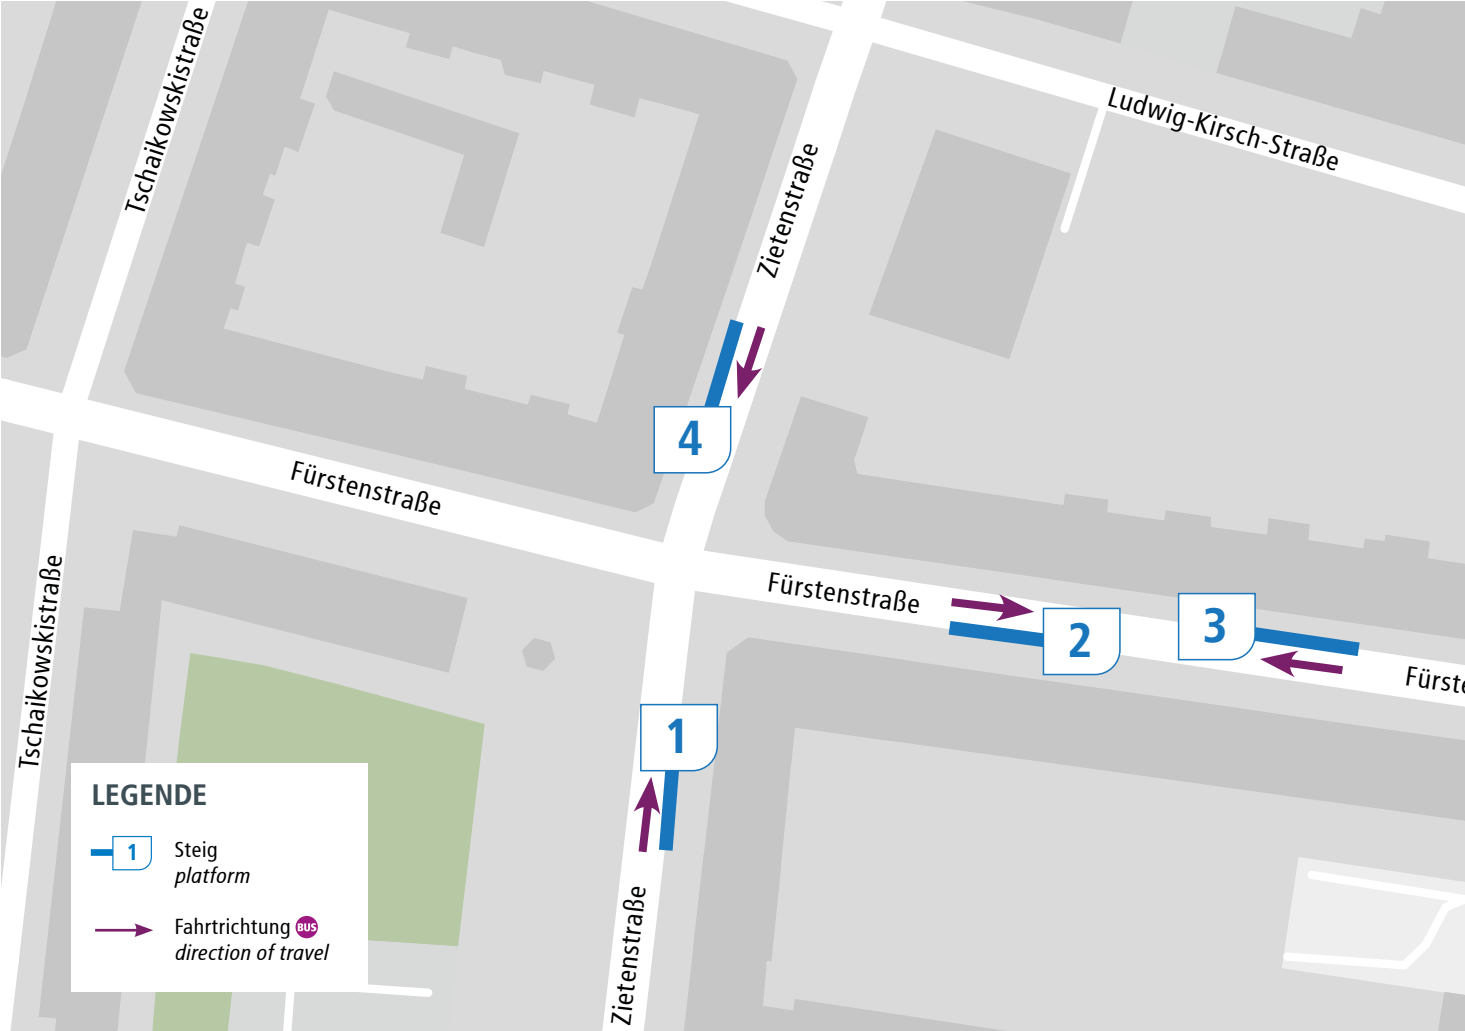 Tschaikowskistraße
Ludwig-Kirsch-Straße
Zietenstraße
4
Fürstenstraße
Fürstenstraße
2
3
Fürste
Tschaikowskistraße
1
LEGENDE
1 Steig
platform
Fahrtrichtung BUS
direction of travel
Zietenstraße